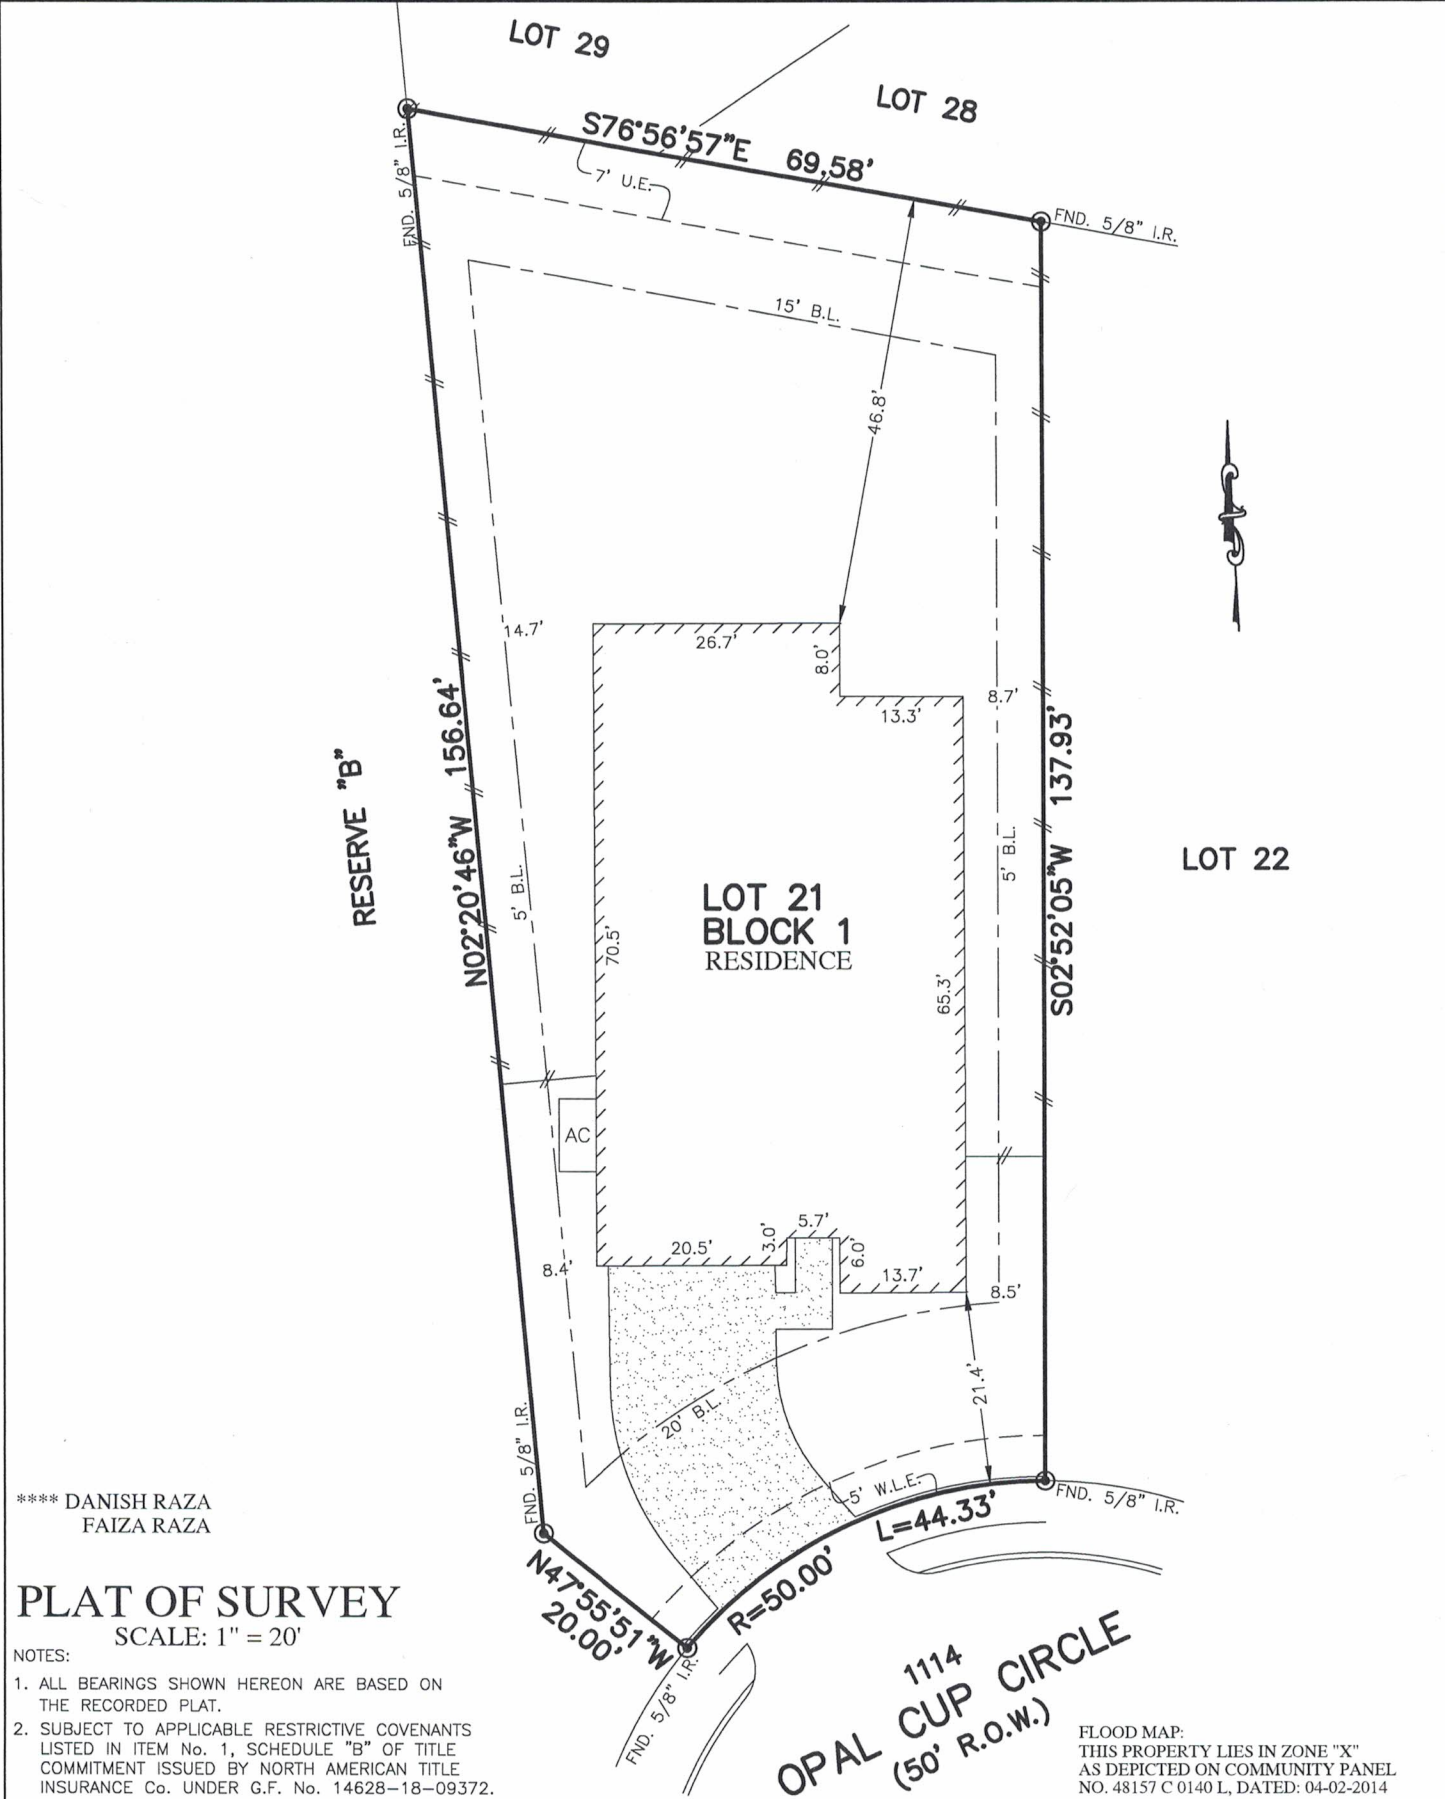 LOT 29
LOT 28
S76°56'57"E 69.58'
7' U.E.
FND. 5/8" I.R.
FND. 5/8" I.R.
15' B.L.
46.8'
14.7'
26.7'
8.0'
13.3'
8.7'
N02°20'46"W 156.64'
RESERVE "B"
5' B.L.
70.5'
LOT 21
BLOCK 1
RESIDENCE
65.3'
5' B.L.
S02°52'05"W 137.93'
LOT 22
AC
8.4'
20.5'
3.0'
5.7'
6.0'
13.7'
8.5'
21.4'
20' B.L.
5' W.L.E.
FND. 5/8" I.R.
FND. 5/8" I.R.
L=44.33'
R=50.00'
N47°55'51"W
20.00'
FND. 5/8" I.R.
1114
OPAL CUP CIRCLE
(50' R.O.W.)
**** DANISH RAZA
FAIZA RAZA
PLAT OF SURVEY
SCALE: 1" = 20'
NOTES:
1. ALL BEARINGS SHOWN HEREON ARE BASED ON
THE RECORDED PLAT.
2. SUBJECT TO APPLICABLE RESTRICTIVE COVENANTS
LISTED IN ITEM No. 1, SCHEDULE "B" OF TITLE
COMMITMENT ISSUED BY NORTH AMERICAN TITLE
INSURANCE Co. UNDER G.F. No. 14628-18-09372.
FLOOD MAP:
THIS PROPERTY LIES IN ZONE "X"
AS DEPICTED ON COMMUNITY PANEL
NO. 48157 C 0140 L, DATED: 04-02-2014